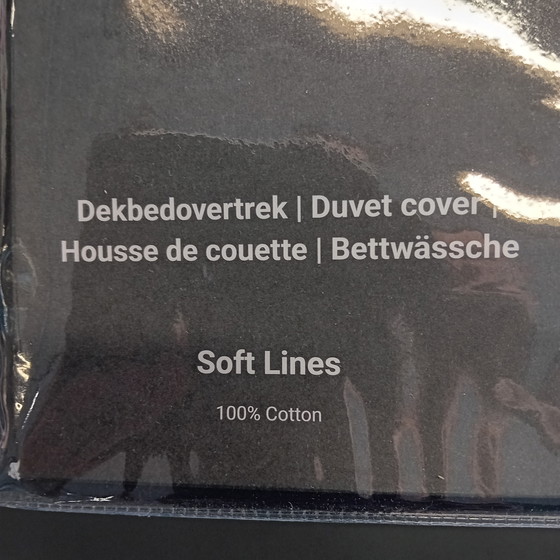 Dekbedovertrek | Duvet cover |
Housse de couette | Bettwässche
Soft Lines
100% Cotton